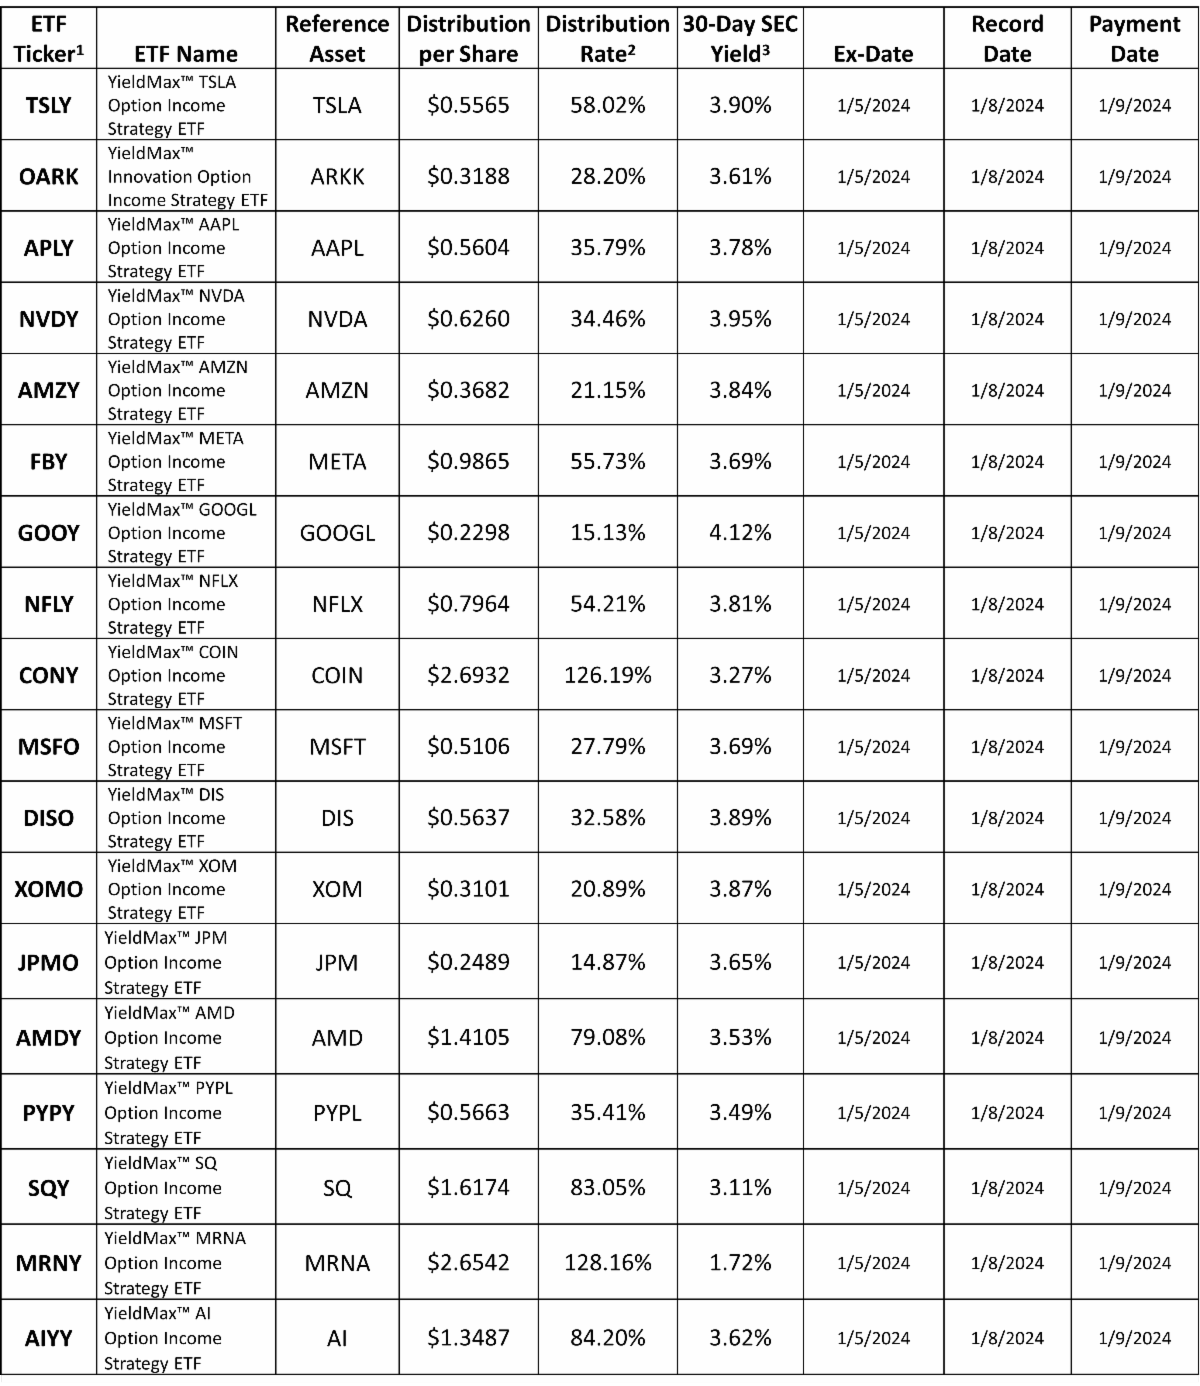 ETF Ticker¹ ETF Name Reference Asset Distribution per Share Distribution Rate² 30-Day SEC Yield³ Ex-Date Record Date Payment Date
TSLY YieldMax™ TSLA Option Income Strategy ETF TSLA $0.5565 58.02% 3.90% 1/5/2024 1/8/2024 1/9/2024
OARK YieldMax™ Innovation Option Income Strategy ETF ARKK $0.3188 28.20% 3.61% 1/5/2024 1/8/2024 1/9/2024
APLY YieldMax™ AAPL Option Income Strategy ETF AAPL $0.5604 35.79% 3.78% 1/5/2024 1/8/2024 1/9/2024
NVDY YieldMax™ NVDA Option Income Strategy ETF NVDA $0.6260 34.46% 3.95% 1/5/2024 1/8/2024 1/9/2024
AMZY YieldMax™ AMZN Option Income Strategy ETF AMZN $0.3682 21.15% 3.84% 1/5/2024 1/8/2024 1/9/2024
FBY YieldMax™ META Option Income Strategy ETF META $0.9865 55.73% 3.69% 1/5/2024 1/8/2024 1/9/2024
GOOY YieldMax™ GOOGL Option Income Strategy ETF GOOGL $0.2298 15.13% 4.12% 1/5/2024 1/8/2024 1/9/2024
NFLY YieldMax™ NFLX Option Income Strategy ETF NFLX $0.7964 54.21% 3.81% 1/5/2024 1/8/2024 1/9/2024
CONY YieldMax™ COIN Option Income Strategy ETF COIN $2.6932 126.19% 3.27% 1/5/2024 1/8/2024 1/9/2024
MSFO YieldMax™ MSFT Option Income Strategy ETF MSFT $0.5106 27.79% 3.69% 1/5/2024 1/8/2024 1/9/2024
DISO YieldMax™ DIS Option Income Strategy ETF DIS $0.5637 32.58% 3.89% 1/5/2024 1/8/2024 1/9/2024
XOMO YieldMax™ XOM Option Income Strategy ETF XOM $0.3101 20.89% 3.87% 1/5/2024 1/8/2024 1/9/2024
JPMO YieldMax™ JPM Option Income Strategy ETF JPM $0.2489 14.87% 3.65% 1/5/2024 1/8/2024 1/9/2024
AMDY YieldMax™ AMD Option Income Strategy ETF AMD $1.4105 79.08% 3.53% 1/5/2024 1/8/2024 1/9/2024
PYPY YieldMax™ PYPL Option Income Strategy ETF PYPL $0.5663 35.41% 3.49% 1/5/2024 1/8/2024 1/9/2024
SQY YieldMax™ SQ Option Income Strategy ETF SQ $1.6174 83.05% 3.11% 1/5/2024 1/8/2024 1/9/2024
MRNY YieldMax™ MRNA Option Income Strategy ETF MRNA $2.6542 128.16% 1.72% 1/5/2024 1/8/2024 1/9/2024
AIYY YieldMax™ AI Option Income Strategy ETF AI $1.3487 84.20% 3.62% 1/5/2024 1/8/2024 1/9/2024